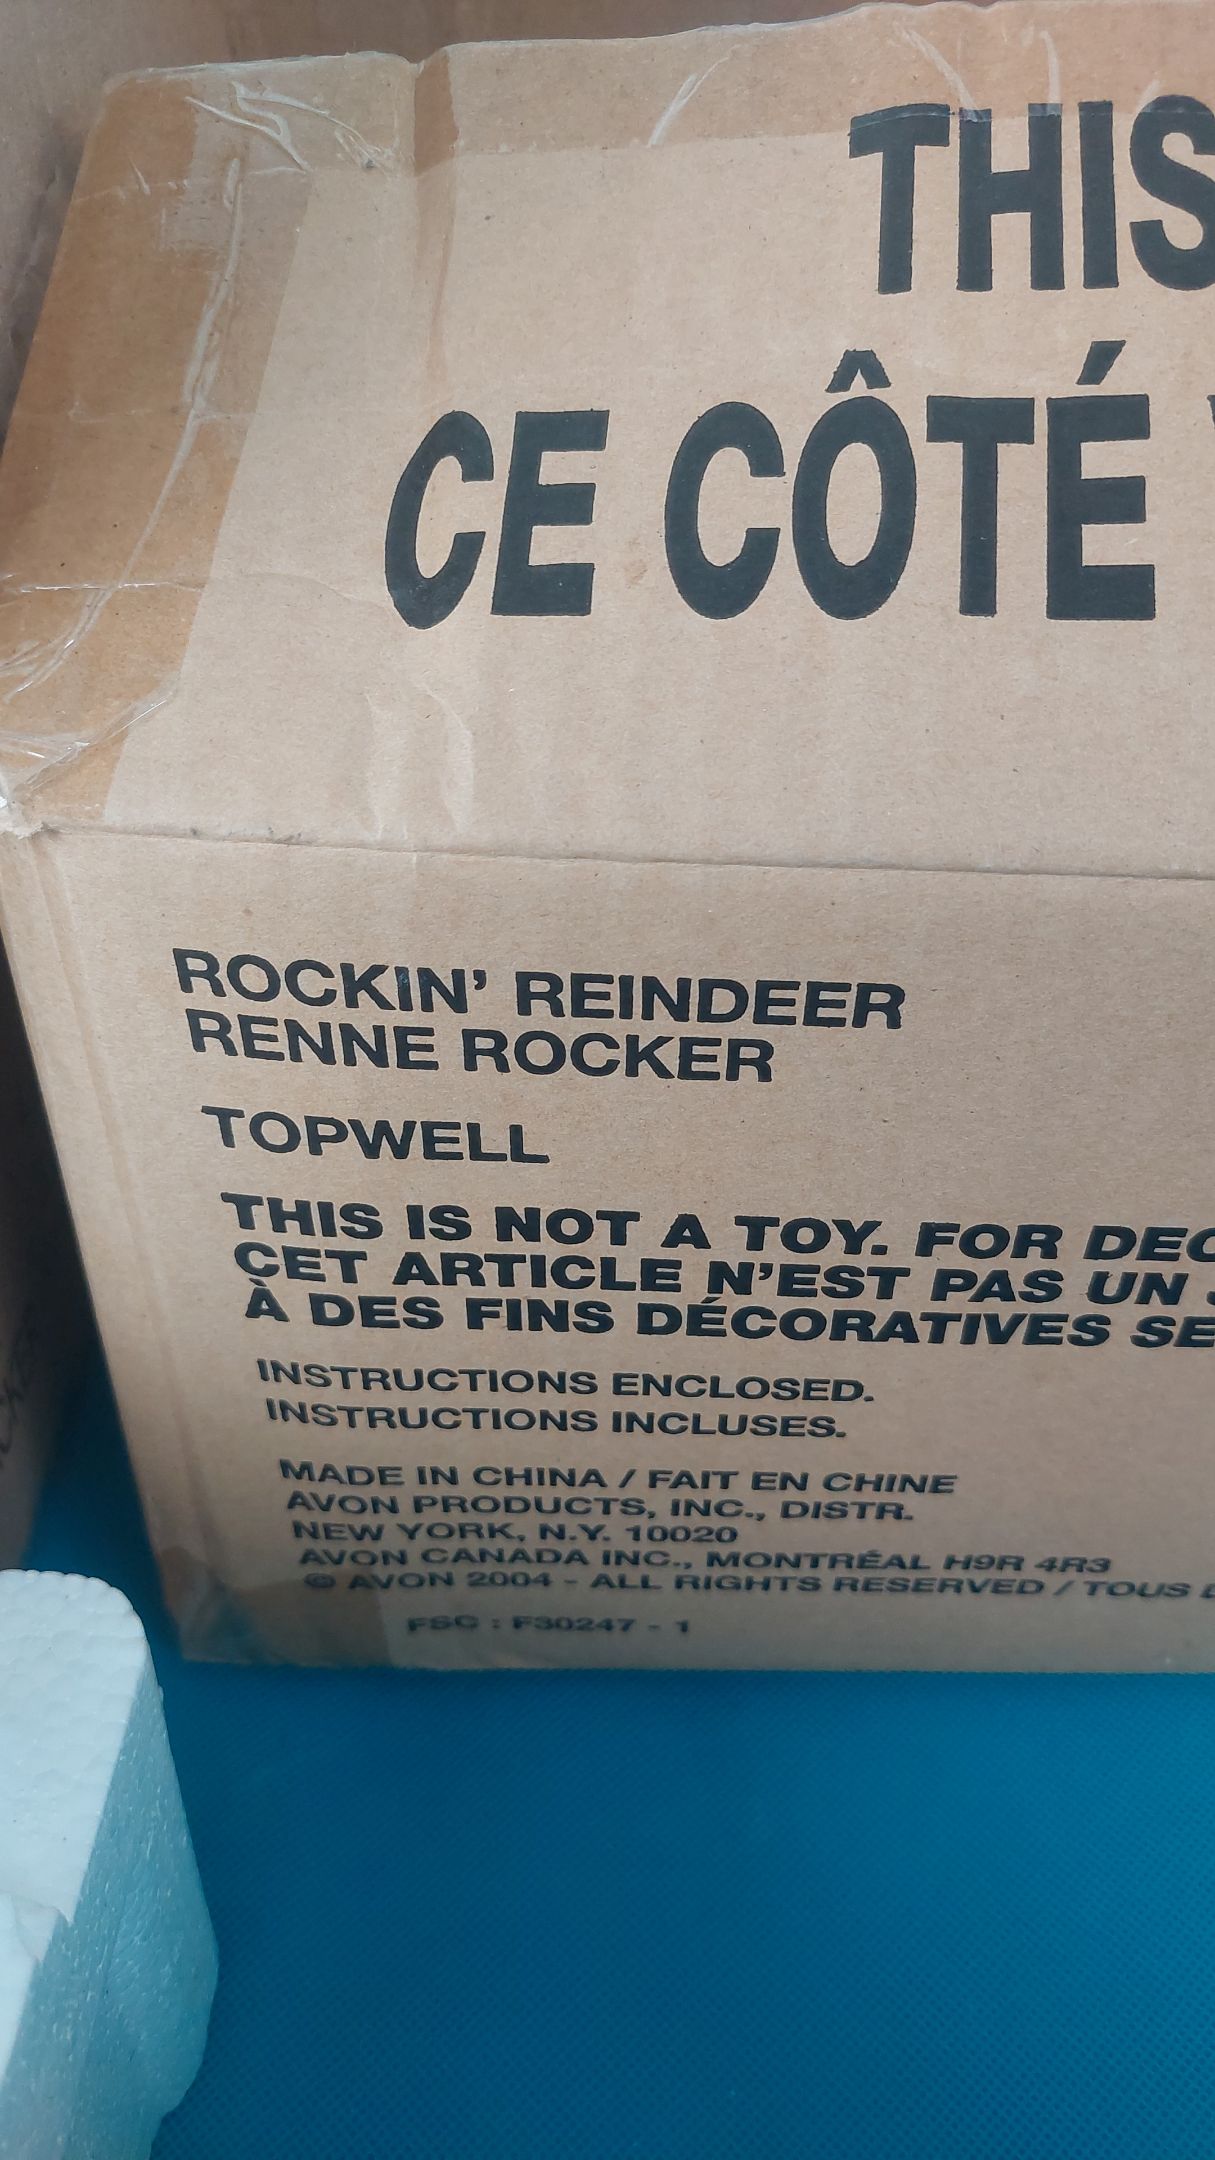 THIS
CE CÔTÉ
ROCKIN' REINDEER
RENNE ROCKER
TOPWELL
THIS IS NOT A TOY. FOR DEC
CET ARTICLE N'EST PAS UN
À DES FINS DÉCORATIVES SE
INSTRUCTIONS ENCLOSED.
INSTRUCTIONS INCLUSES.
MADE IN CHINA / FAIT EN CHINE
AVON PRODUCTS, INC., DISTR.
NEW YORK, N.Y. 10020
AVON CANADA INC., MONTRÉAL H9R 4R3
© AVON 2004 - ALL RIGHTS RESERVED / TOUS
FSC : F30247 - 1